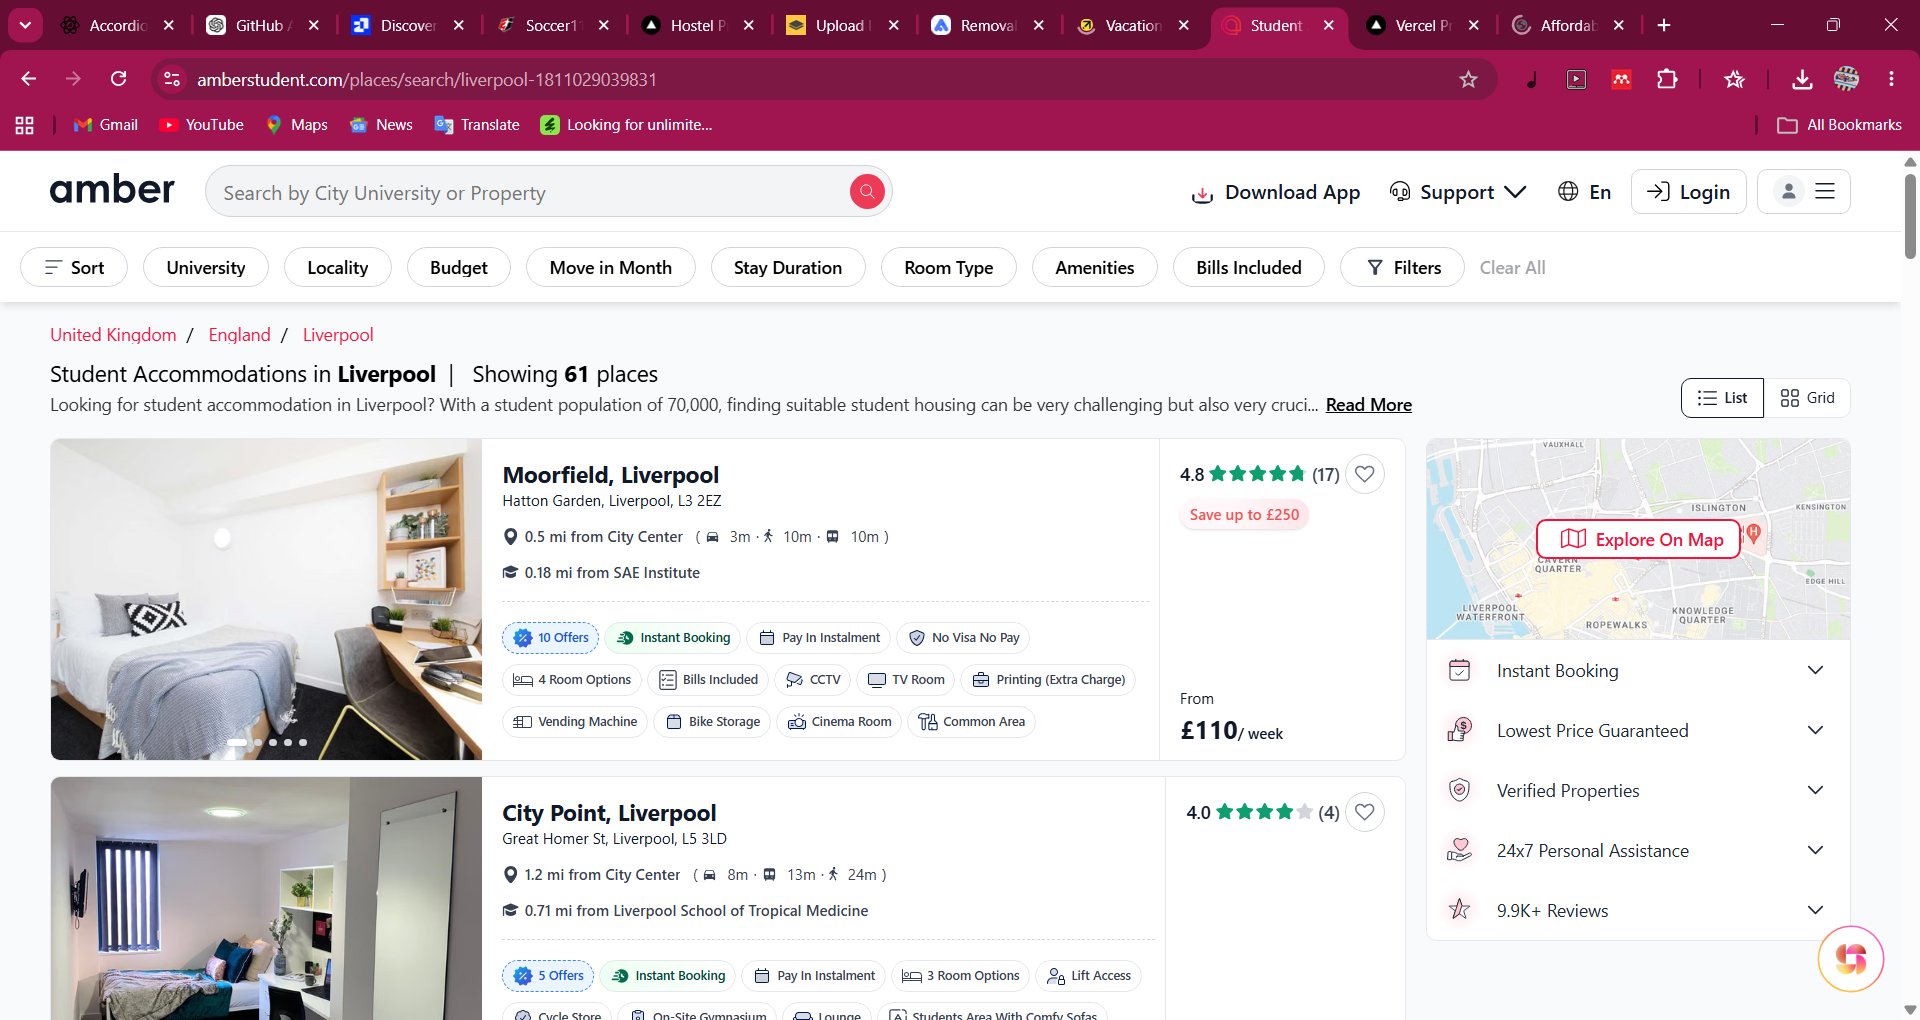 Accordio
GitHub A
Discover
Soccer11
Hostel P
Upload
Removal
Vacation
Student
Vercel Pr
Affordab
amberstudent.com/places/search/liverpool-1811029039831
Gmail
YouTube
Maps
News
Translate
Looking for unlimite...
All Bookmarks
amber
Search by City University or Property
Download App
Support
En
Login
Sort
University
Locality
Budget
Move in Month
Stay Duration
Room Type
Amenities
Bills Included
Filters
Clear All
United Kingdom / England / Liverpool
Student Accommodations in Liverpool | Showing 61 places
Looking for student accommodation in Liverpool? With a student population of 70,000, finding suitable student housing can be very challenging but also very cruci... Read More
List
Grid
Moorfield, Liverpool
Hatton Garden, Liverpool, L3 2EZ
0.5 mi from City Center ( 3m · 10m · 10m )
0.18 mi from SAE Institute
10 Offers
Instant Booking
Pay In Instalment
No Visa No Pay
4 Room Options
Bills Included
CCTV
TV Room
Printing (Extra Charge)
Vending Machine
Bike Storage
Cinema Room
Common Area
4.8
(17)
Save up to £250
From
£110/ week
City Point, Liverpool
Great Homer St, Liverpool, L5 3LD
1.2 mi from City Center ( 8m · 13m · 24m )
0.71 mi from Liverpool School of Tropical Medicine
5 Offers
Instant Booking
Pay In Instalment
3 Room Options
Lift Access
Cycle Store
On-Site Gymnasium
Lounge
Students Area With Comfy Sofas
4.0
(4)
VAUXHALL
ISLINGTON
KENSINGTON
H
Explore On Map
CAVERN
QUARTER
EDGE HILL
LIVERPOOL
WATERFRONT
KNOWLEDGE
QUARTER
ROPEWALKS
Instant Booking
Lowest Price Guaranteed
Verified Properties
24x7 Personal Assistance
9.9K+ Reviews